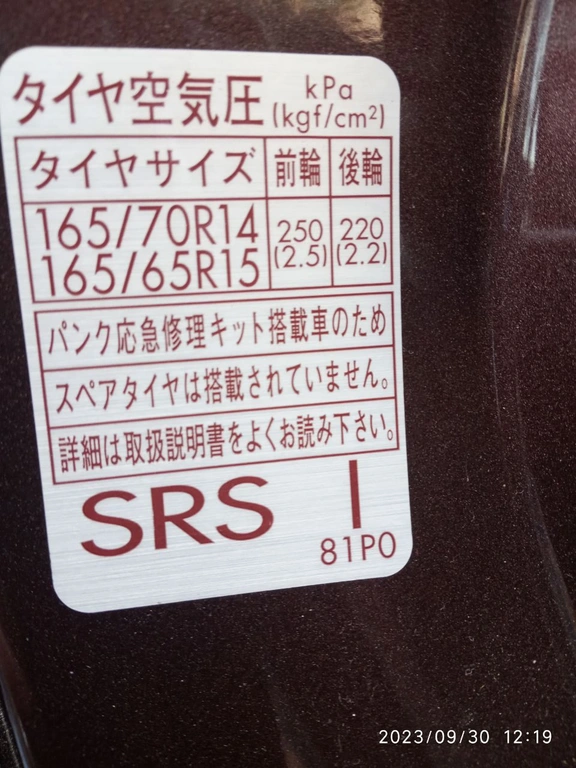 タイヤ空気圧 kPa (kgf/cm²)
タイヤサイズ 前輪 後輪
165/70R14 250 220
165/65R15 (2.5) (2.2)
パンク応急修理キット搭載車のため
スペアタイヤは搭載されていません。
詳細は取扱説明書をよくお読み下さい。
SRS I
81P0
2023/09/30 12:19